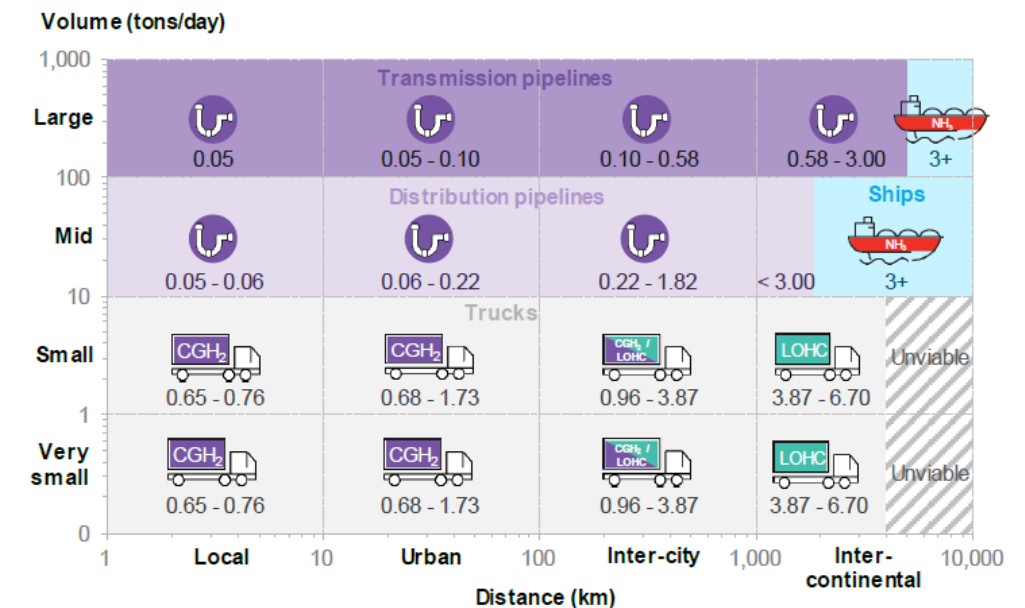 Volume (tons/day)
1,000
Transmission pipelines
Large
NH₃
0.05
0.05 - 0.10
0.10 - 0.58
0.58 - 3.00
3+
100
Distribution pipelines
Ships
Mid
NH₃
0.05 - 0.06
0.06 - 0.22
0.22 - 1.82
< 3.00
3+
10
Trucks
Small
CGH₂
CGH₂
CGH₂ /
LOHC
LOHC
Unviable
0.65 - 0.76
0.68 - 1.73
0.96 - 3.87
3.87 - 6.70
1
Very
small
CGH₂
CGH₂
CGH₂ /
LOHC
LOHC
Unviable
0.65 - 0.76
0.68 - 1.73
0.96 - 3.87
3.87 - 6.70
0
1
Local
10
Urban
100
Inter-city
1,000
Inter-
continental
10,000
Distance (km)